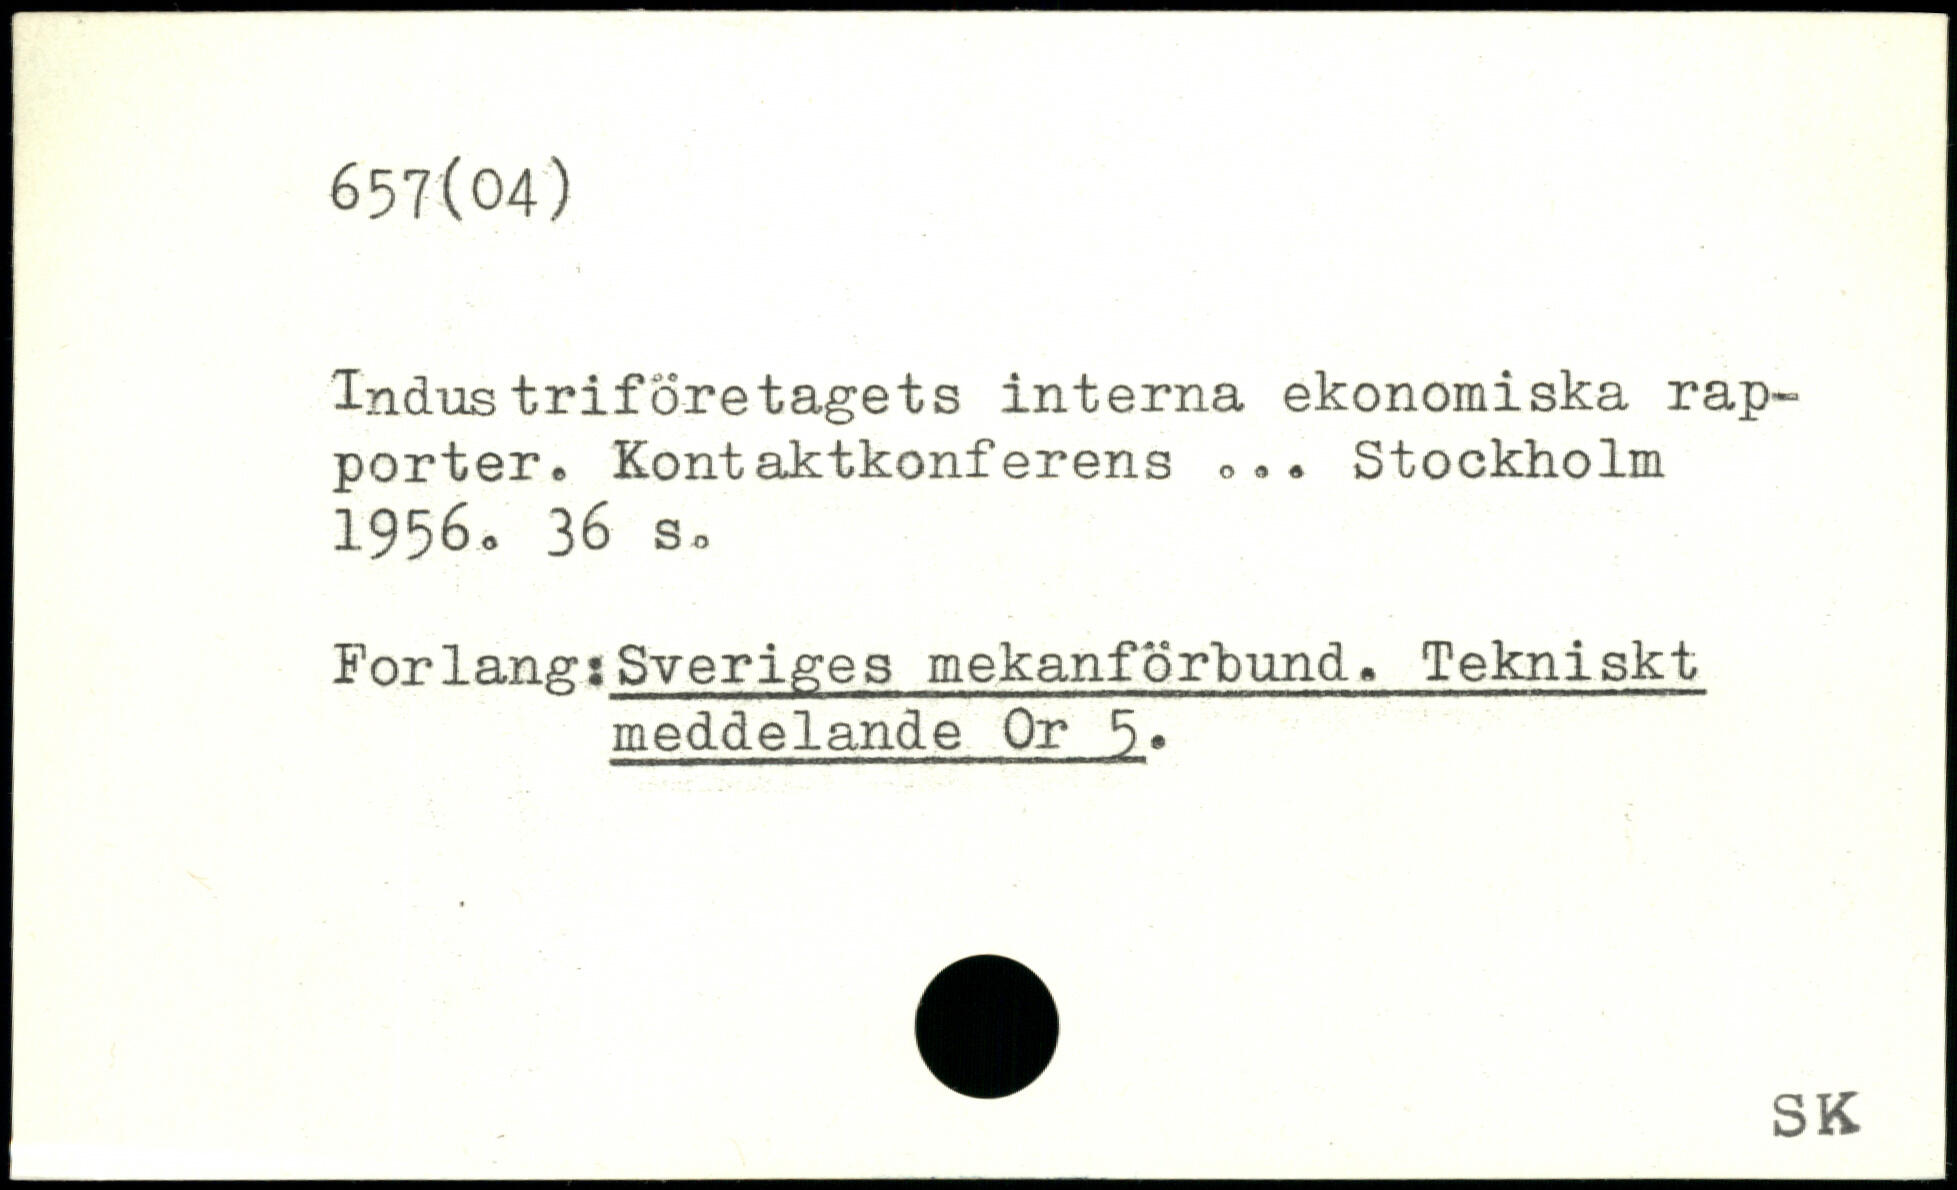 657(04)
Industriföretagets interna ekonomiska rap-
porter. Kontaktkonferens ... Stockholm
1956. 36 s.
Forlang: Sveriges mekanförbund. Tekniskt
meddelande Or 5.
SK